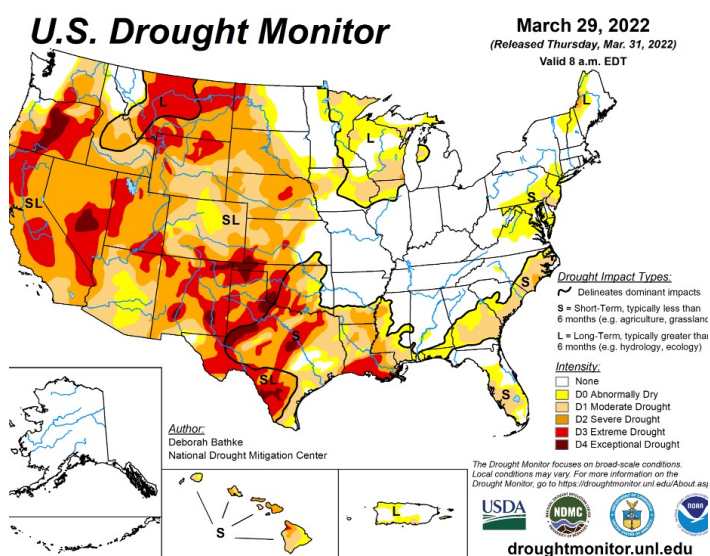 U.S. Drought Monitor
March 29, 2022
(Released Thursday, Mar. 31, 2022)
Valid 8 a.m. EDT
L
L
L
SL
SL
S
S
S
SL
S
Drought Impact Types:
Delineates dominant impacts
S = Short-Term, typically less than
6 months (e.g. agriculture, grassland
L = Long-Term, typically greater than
6 months (e.g. hydrology, ecology)
Intensity:
None
D0 Abnormally Dry
D1 Moderate Drought
D2 Severe Drought
D3 Extreme Drought
D4 Exceptional Drought
Author:
Deborah Bathke
National Drought Mitigation Center
S
L
The Drought Monitor focuses on broad-scale conditions.
Local conditions may vary. For more information on the
Drought Monitor, go to https://droughtmonitor.unl.edu/About.asp
USDA
NDMC
NOAA
droughtmonitor.unl.edu